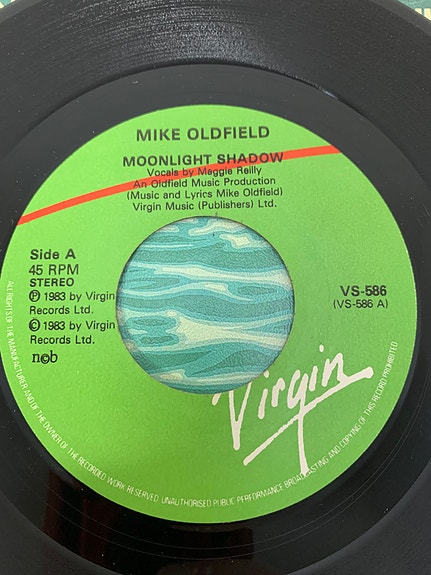 MIKE OLDFIELD
MOONLIGHT SHADOW
Vocals by Maggie Reilly
An Oldfield Music Production
(Music and Lyrics Mike Oldfield)
Virgin Music (Publishers) Ltd.
Side A
45 RPM
STEREO
℗ 1983 by Virgin
Records Ltd.
© 1983 by Virgin
Records Ltd.
n©b
VS-586
(VS-586 A)
Virgin
ALL RIGHTS OF THE MANUFACTURER AND OF THE OWNER OF THE RECORDED WORK RESERVED. UNAUTHORISED PUBLIC PERFORMANCE BROADCASTING AND COPYING OF THIS RECORD PROHIBITED